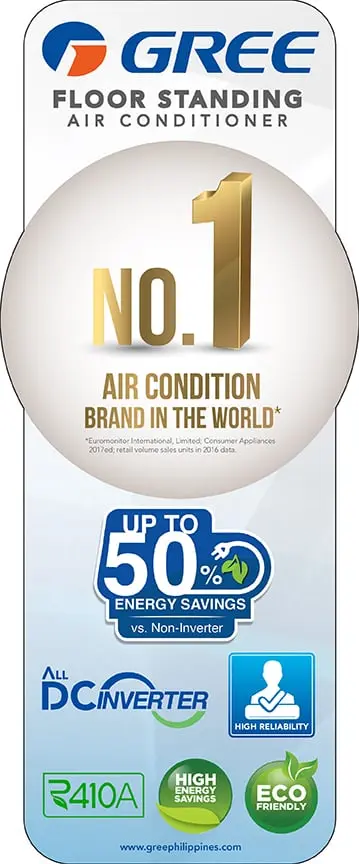 GREE
FLOOR STANDING
AIR CONDITIONER
NO.1
AIR CONDITION
BRAND IN THE WORLD*
*Euromonitor International, Limited; Consumer Appliances
2017ed; retail volume sales units in 2016 data.
UP TO
50%
ENERGY SAVINGS
vs. Non-Inverter
ALL
DC INVERTER
HIGH RELIABILITY
R410A
HIGH
ENERGY
SAVINGS
ECO
FRIENDLY
www.greephilippines.com